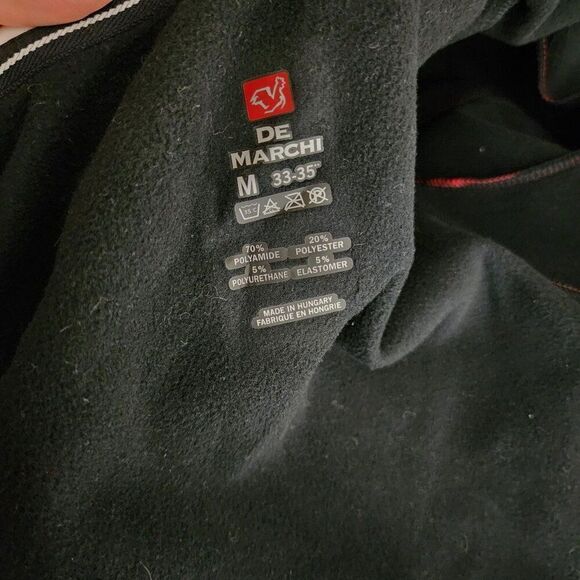 DE
MARCHI
M 33-35"
70%
POLYAMIDE
20%
POLYESTER
5%
POLYURETHANE
5%
ELASTOMER
MADE IN HUNGARY
FABRIQUE EN HONGRIE